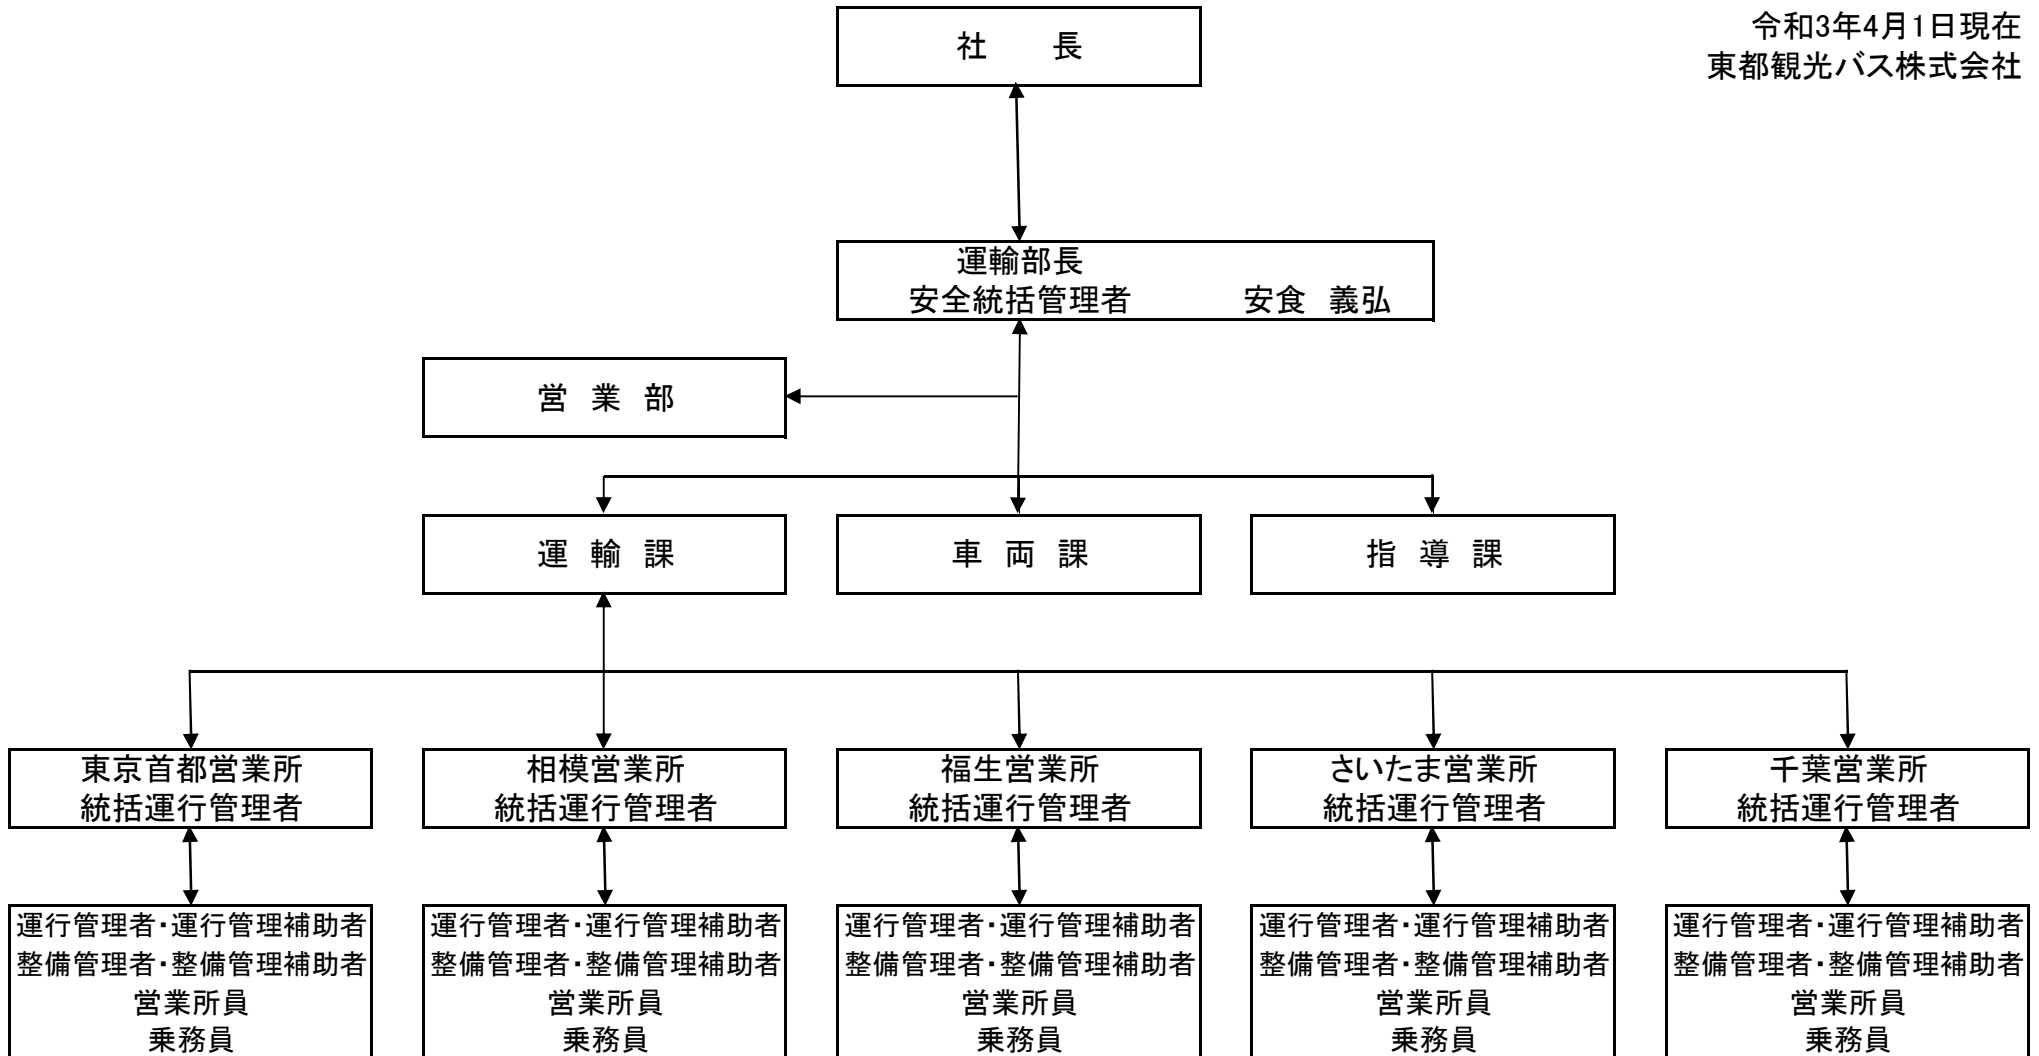 令和3年4月1日現在
東都観光バス株式会社
社　　長
運輸部長
安全統括管理者　　　安食　義弘
営　業　部
運　輸　課
車　両　課
指　導　課
東京首都営業所
統括運行管理者
相模営業所
統括運行管理者
福生営業所
統括運行管理者
さいたま営業所
統括運行管理者
千葉営業所
統括運行管理者
運行管理者・運行管理補助者
整備管理者・整備管理補助者
営業所員
乗務員
運行管理者・運行管理補助者
整備管理者・整備管理補助者
営業所員
乗務員
運行管理者・運行管理補助者
整備管理者・整備管理補助者
営業所員
乗務員
運行管理者・運行管理補助者
整備管理者・整備管理補助者
営業所員
乗務員
運行管理者・運行管理補助者
整備管理者・整備管理補助者
営業所員
乗務員